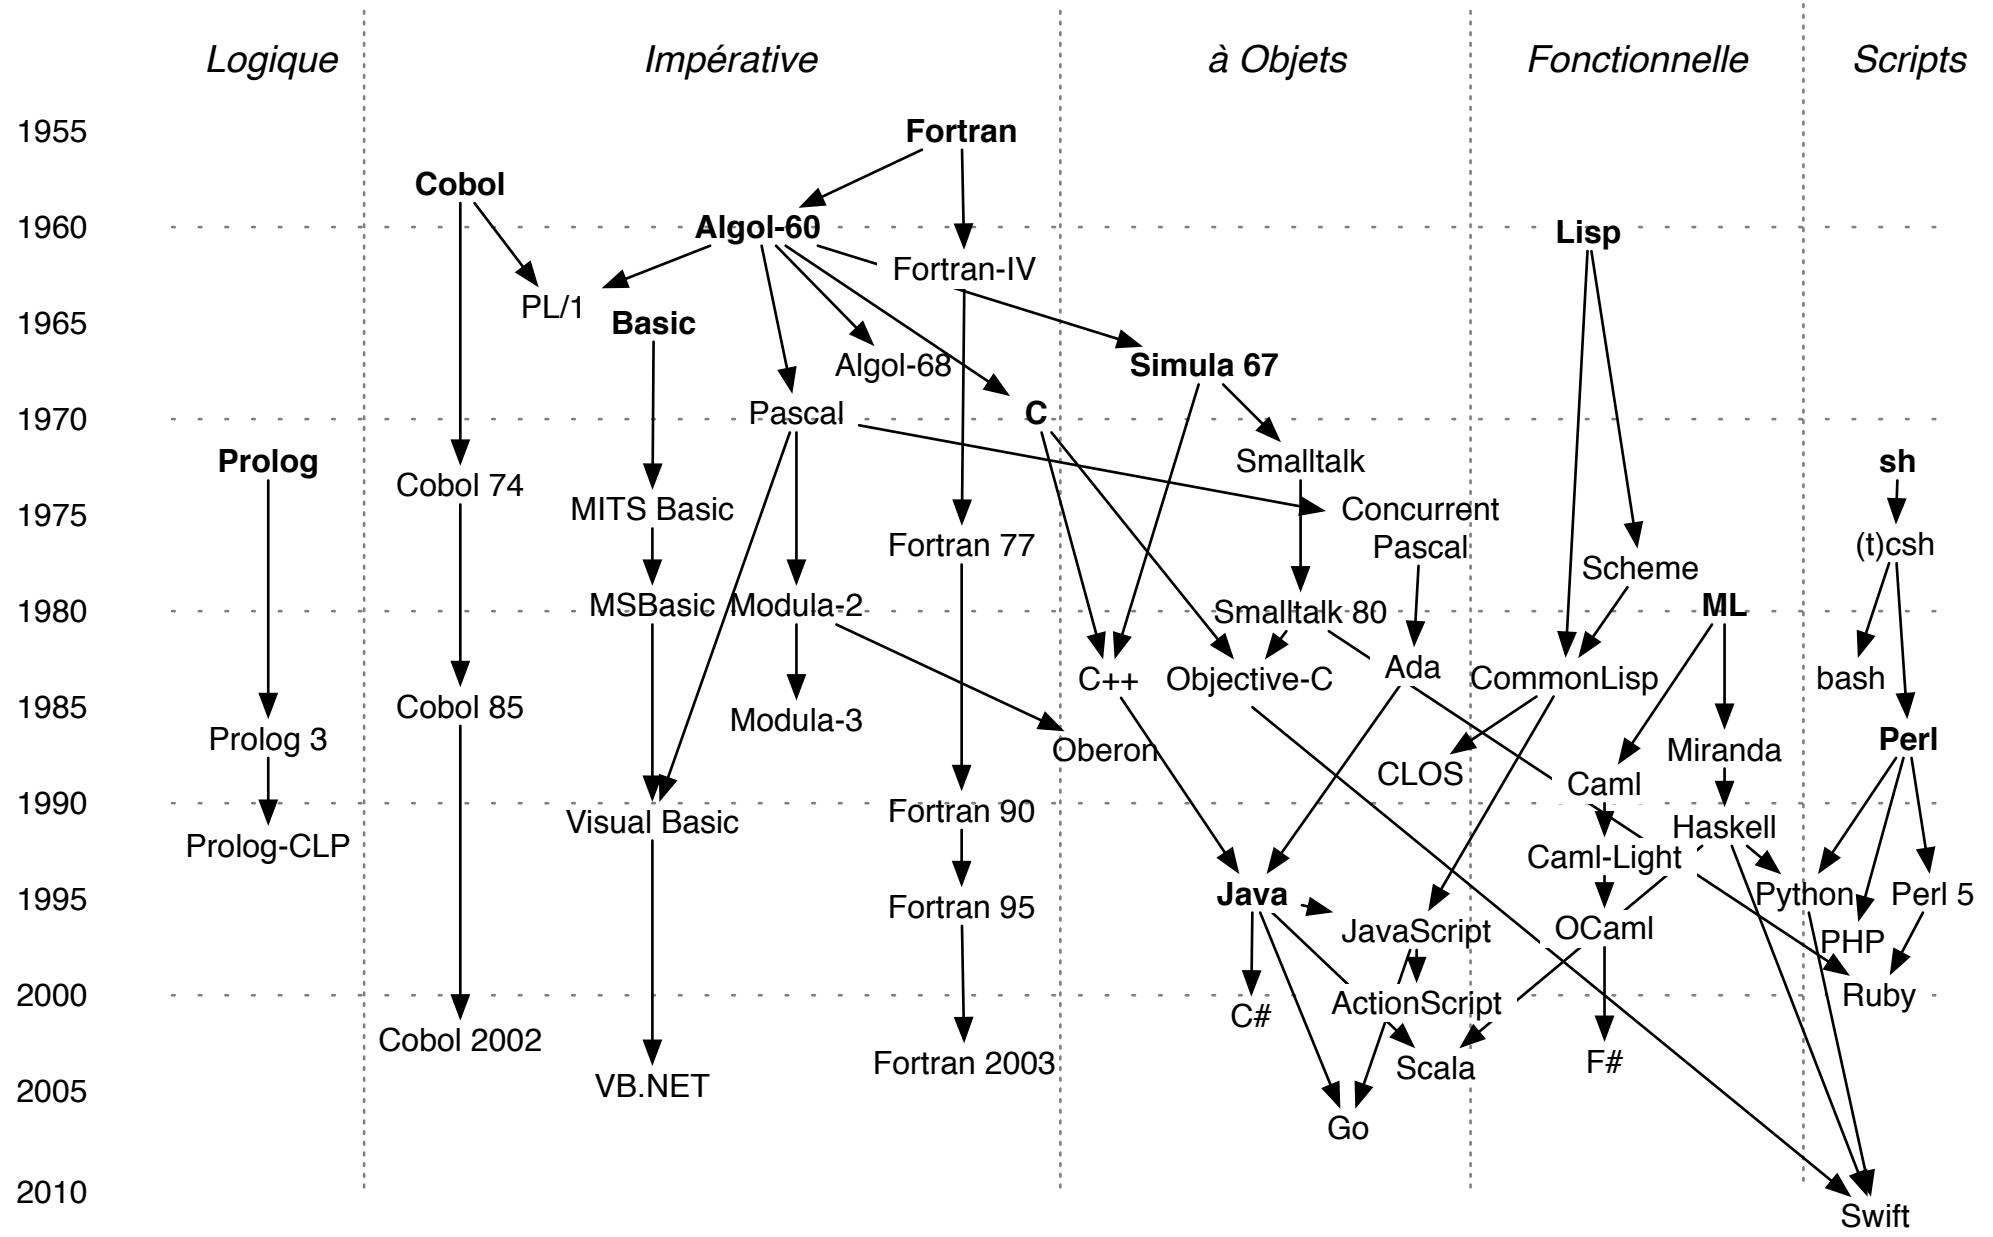 Logique Impérative à Objets Fonctionnelle Scripts
1955 Fortran
Cobol
1960 Algol-60 Lisp
Fortran-IV
PL/1
1965 Basic
Algol-68 Simula 67
1970 Pascal C
Prolog Smalltalk sh
Cobol 74
1975 MITS Basic Concurrent
Fortran 77 Pascal (t)csh
Scheme
1980 MSBasic Modula-2 Smalltalk 80 ML
Ada
C++ Objective-C CommonLisp bash
1985 Cobol 85 Modula-3
Prolog 3 Oberon Miranda Perl
CLOS Caml
1990 Fortran 90
Visual Basic Haskell
Prolog-CLP Caml-Light
1995 Fortran 95 Java Python Perl 5
JavaScript OCaml PHP
2000 ActionScript Ruby
C#
Cobol 2002 Fortran 2003 Scala F#
2005 VB.NET
Go
2010
Swift